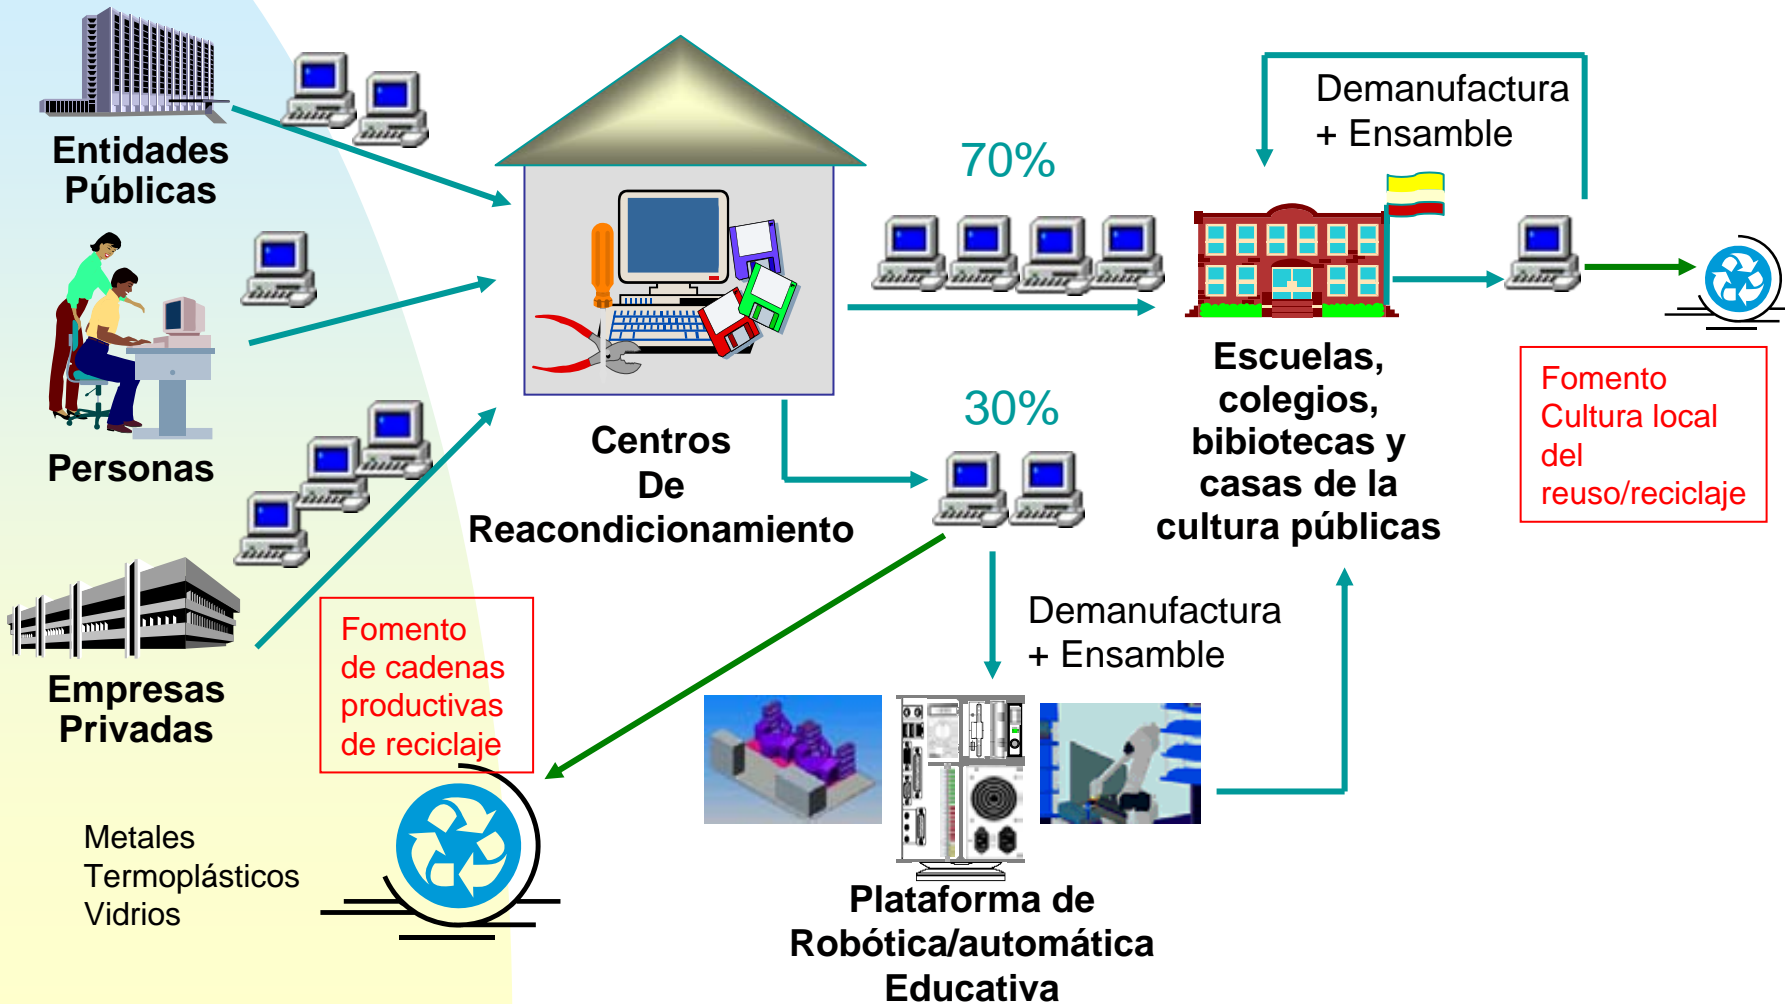 Entidades
Públicas
Personas
Empresas
Privadas
Centros
De
Reacondicionamiento
70%
30%
Demanufactura
+ Ensamble
Escuelas,
colegios,
bibiotecas y
casas de la
cultura públicas
Fomento
Cultura local
del
reuso/reciclaje
Demanufactura
+ Ensamble
Fomento
de cadenas
productivas
de reciclaje
Metales
Termoplásticos
Vidrios
Plataforma de
Robótica/automática
Educativa